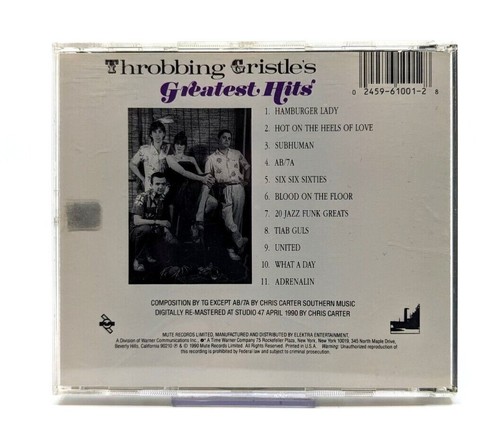 Throbbing Gristle's
Greatest Hits
0 2459-61001-2 8
1. HAMBURGER LADY
2. HOT ON THE HEELS OF LOVE
3. SUBHUMAN
4. AB/7A
5. SIX SIX SIXTIES
6. BLOOD ON THE FLOOR
7. 20 JAZZ FUNK GREATS
8. TIAB GULS
9. UNITED
10. WHAT A DAY
11. ADRENALIN
COMPOSITION BY TG EXCEPT AB/7A BY CHRIS CARTER SOUTHERN MUSIC
DIGITALLY RE-MASTERED AT STUDIO 47 APRIL 1990 BY CHRIS CARTER
MUTE RECORDS LIMITED. MANUFACTURED AND DISTRIBUTED BY ELEKTRA ENTERTAINMENT,
A Division of Warner Communications Inc., A Time Warner Company 75 Rockefeller Plaza, New York, New York 10019, 345 North Maple Drive,
Beverly Hills, California 90210 ℗ & © 1990 Mute Records Limited. All Rights Reserved. Printed in U.S.A. Warning: Unauthorized reproduction of
this recording is prohibited by Federal law and subject to criminal prosecution.